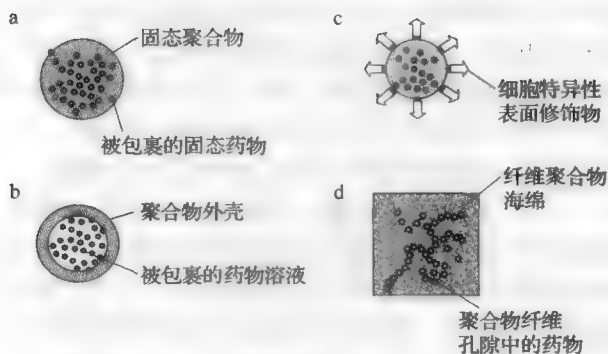 a
固态聚合物
被包裹的固态药物
b
聚合物外壳
被包裹的药物溶液
c
细胞特异性
表面修饰物
d
纤维聚合物
海绵
聚合物纤维
孔隙中的药物